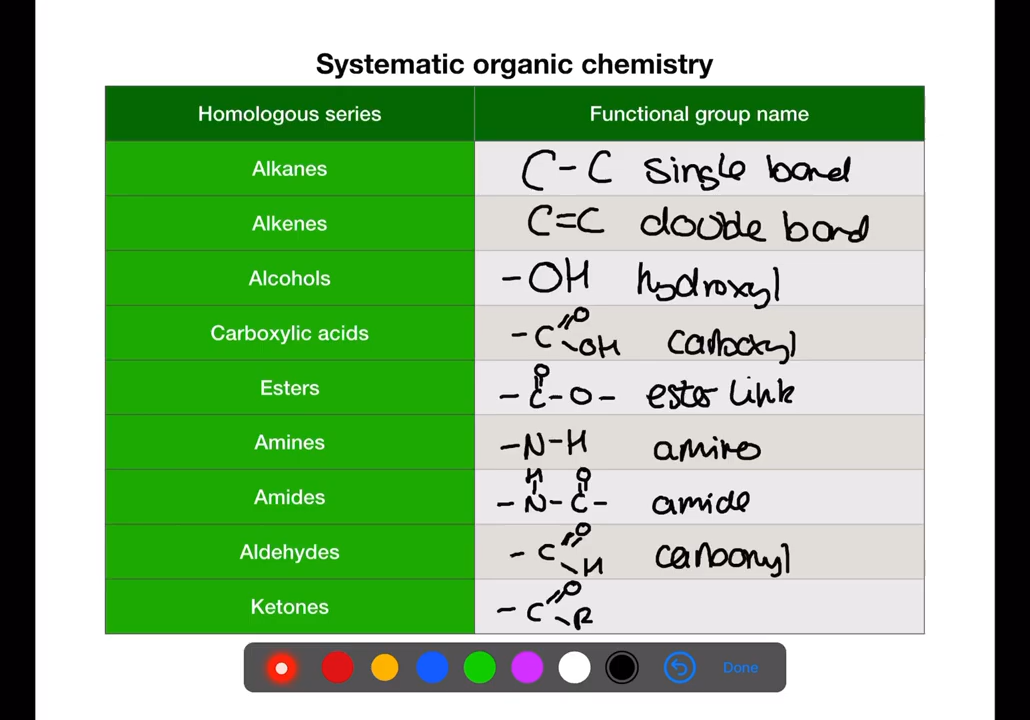 Systematic organic chemistry
Homologous series Functional group name
Alkanes C-C single bond
Alkenes C=C double bond
Alcohols -OH hydroxyl
O
Carboxylic acids -C OH carboxyl
O
Esters -C-O- ester link
Amines -N-H amino
H O
Amides -N-C- amide
O
Aldehydes -C H carbonyl
O
Ketones -C R
Done